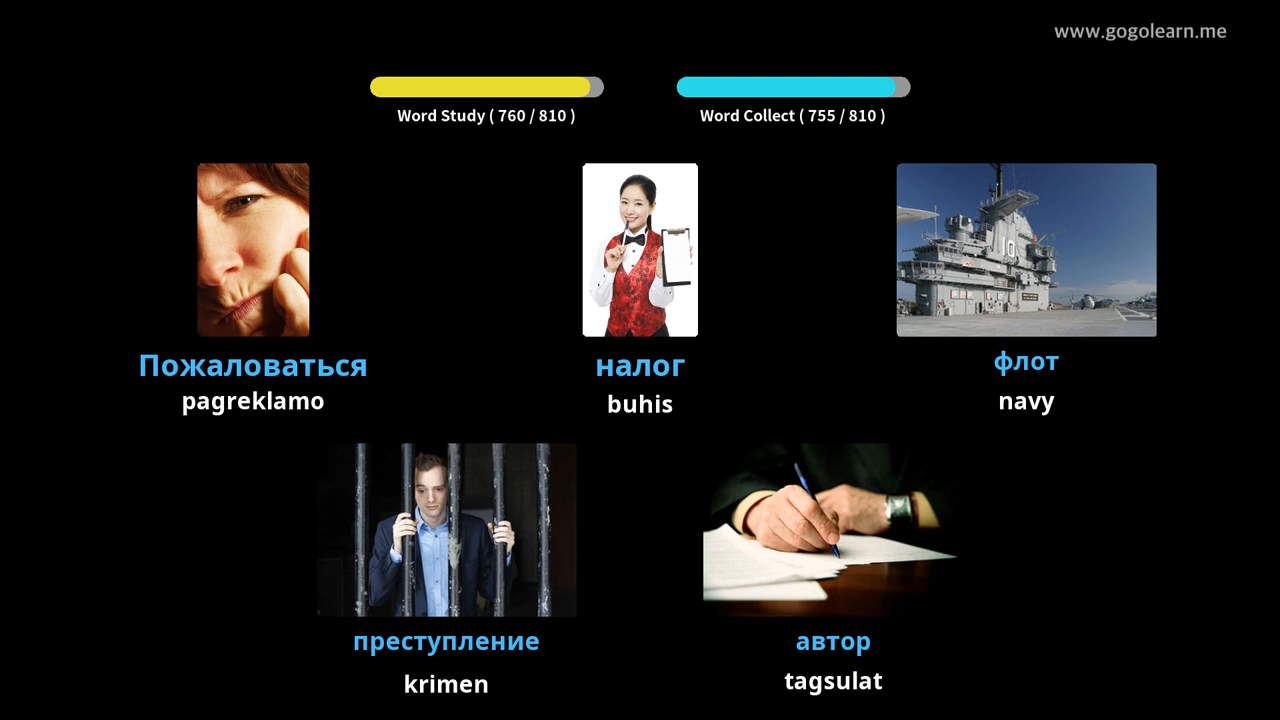 www.gogolearn.me
Word Study ( 760 / 810 )
Word Collect ( 755 / 810 )
10
Пожаловаться
pagreklamo
налог
buhis
флот
navy
преступление
krimen
автор
tagsulat